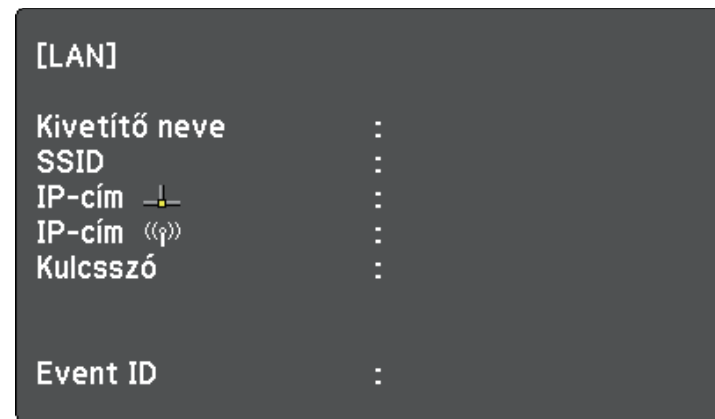 [LAN]
Kivetítő neve :
SSID :
IP-cím :
IP-cím :
Kulcsszó :
Event ID :